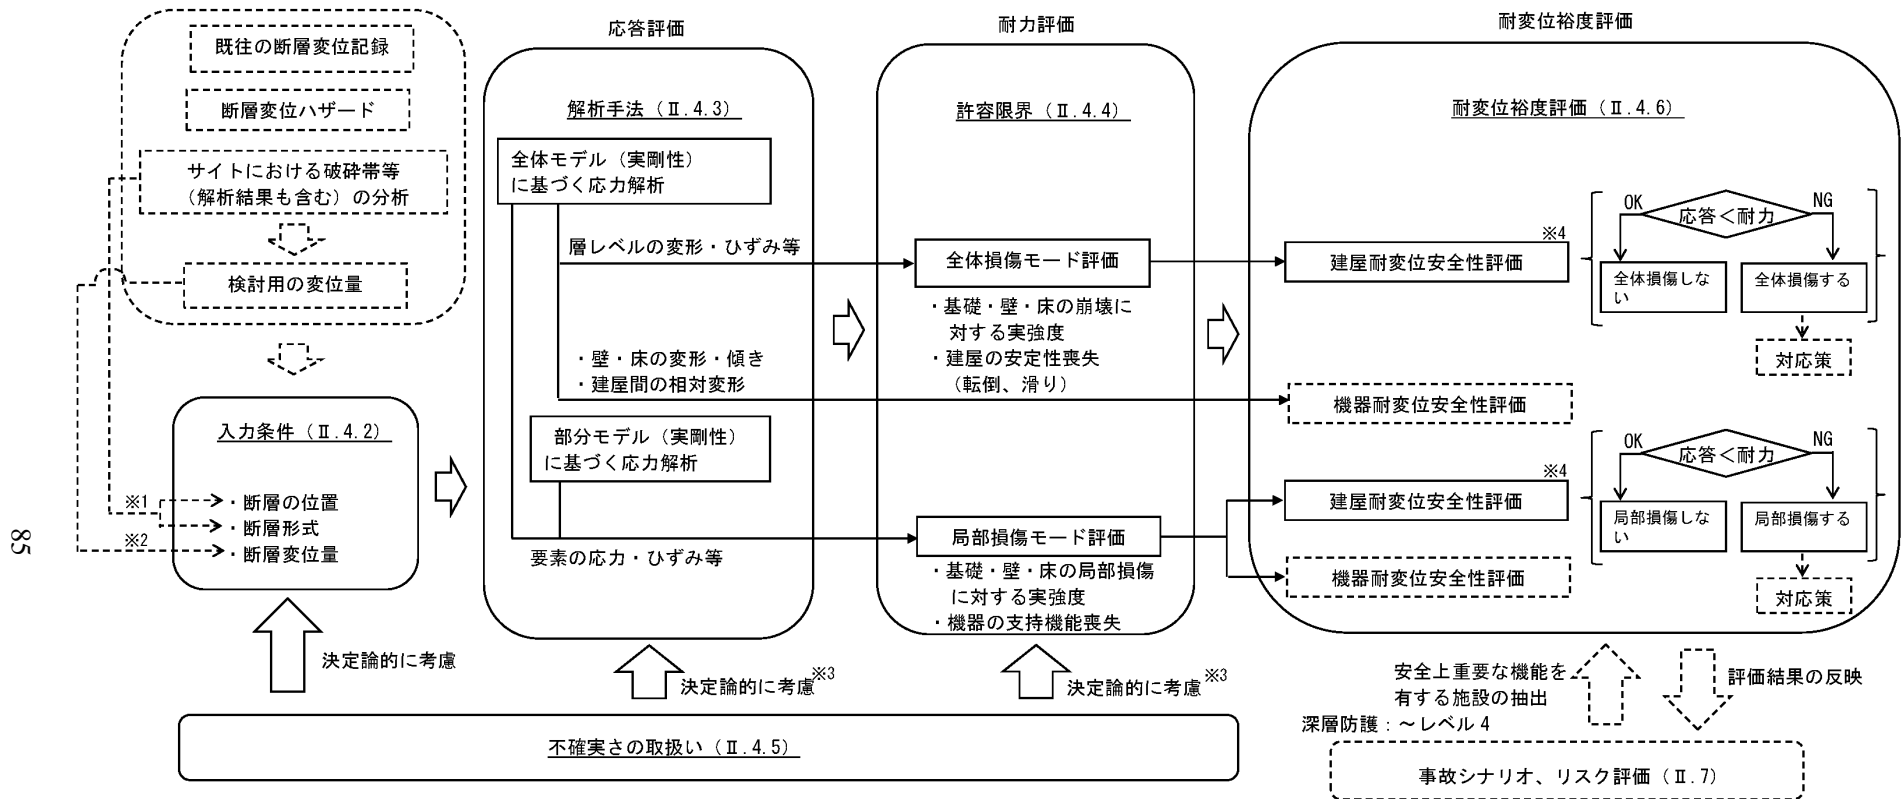 既往の断層変位記録
断層変位ハザード
サイトにおける破砕帯等
（解析結果も含む）の分析
検討用の変位量
入力条件（Ⅱ.4.2）
※1
・断層の位置
・断層形式
※2
・断層変位量
決定論的に考慮
応答評価
解析手法（Ⅱ.4.3）
全体モデル（実剛性）
に基づく応力解析
層レベルの変形・ひずみ等
・壁・床の変形・傾き
・建屋間の相対変形
部分モデル（実剛性）
に基づく応力解析
要素の応力・ひずみ等
決定論的に考慮※3
耐力評価
許容限界（Ⅱ.4.4）
全体損傷モード評価
・基礎・壁・床の崩壊に
対する実強度
・建屋の安定性喪失
（転倒、滑り）
局部損傷モード評価
・基礎・壁・床の局部損傷
に対する実強度
・機器の支持機能喪失
決定論的に考慮※3
耐変位裕度評価
耐変位裕度評価（Ⅱ.4.6）
※4
建屋耐変位安全性評価
OK
応答＜耐力
NG
全体損傷しな
い
全体損傷する
対応策
機器耐変位安全性評価
※4
建屋耐変位安全性評価
OK
応答＜耐力
NG
局部損傷しな
い
局部損傷する
対応策
機器耐変位安全性評価
安全上重要な機能を
有する施設の抽出
深層防護：～レベル４
評価結果の反映
不確実さの取扱い（Ⅱ.4.5）
事故シナリオ、リスク評価（Ⅱ.7）
85